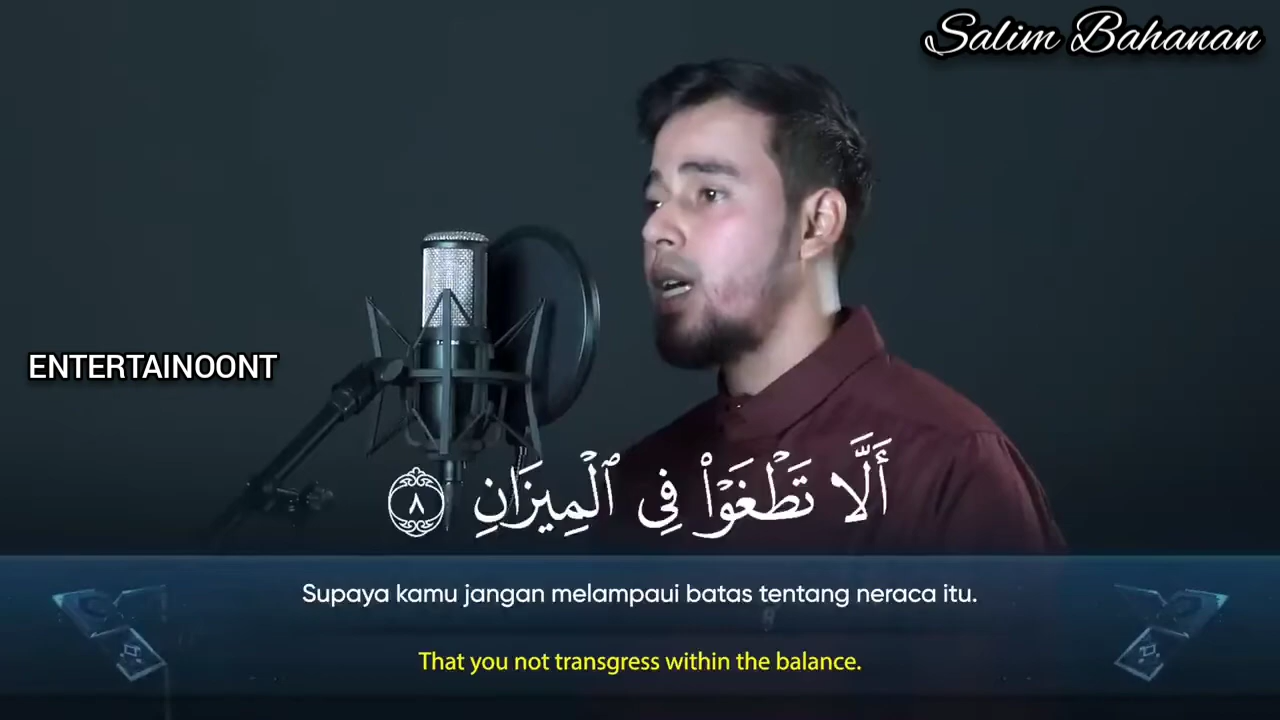 Salim Bahanan
ENTERTAINOONT
أَلَّا تَطْغَوْا۟ فِى ٱلْمِيزَانِ ٨
Supaya kamu jangan melampaui batas tentang neraca itu.
That you not transgress within the balance.